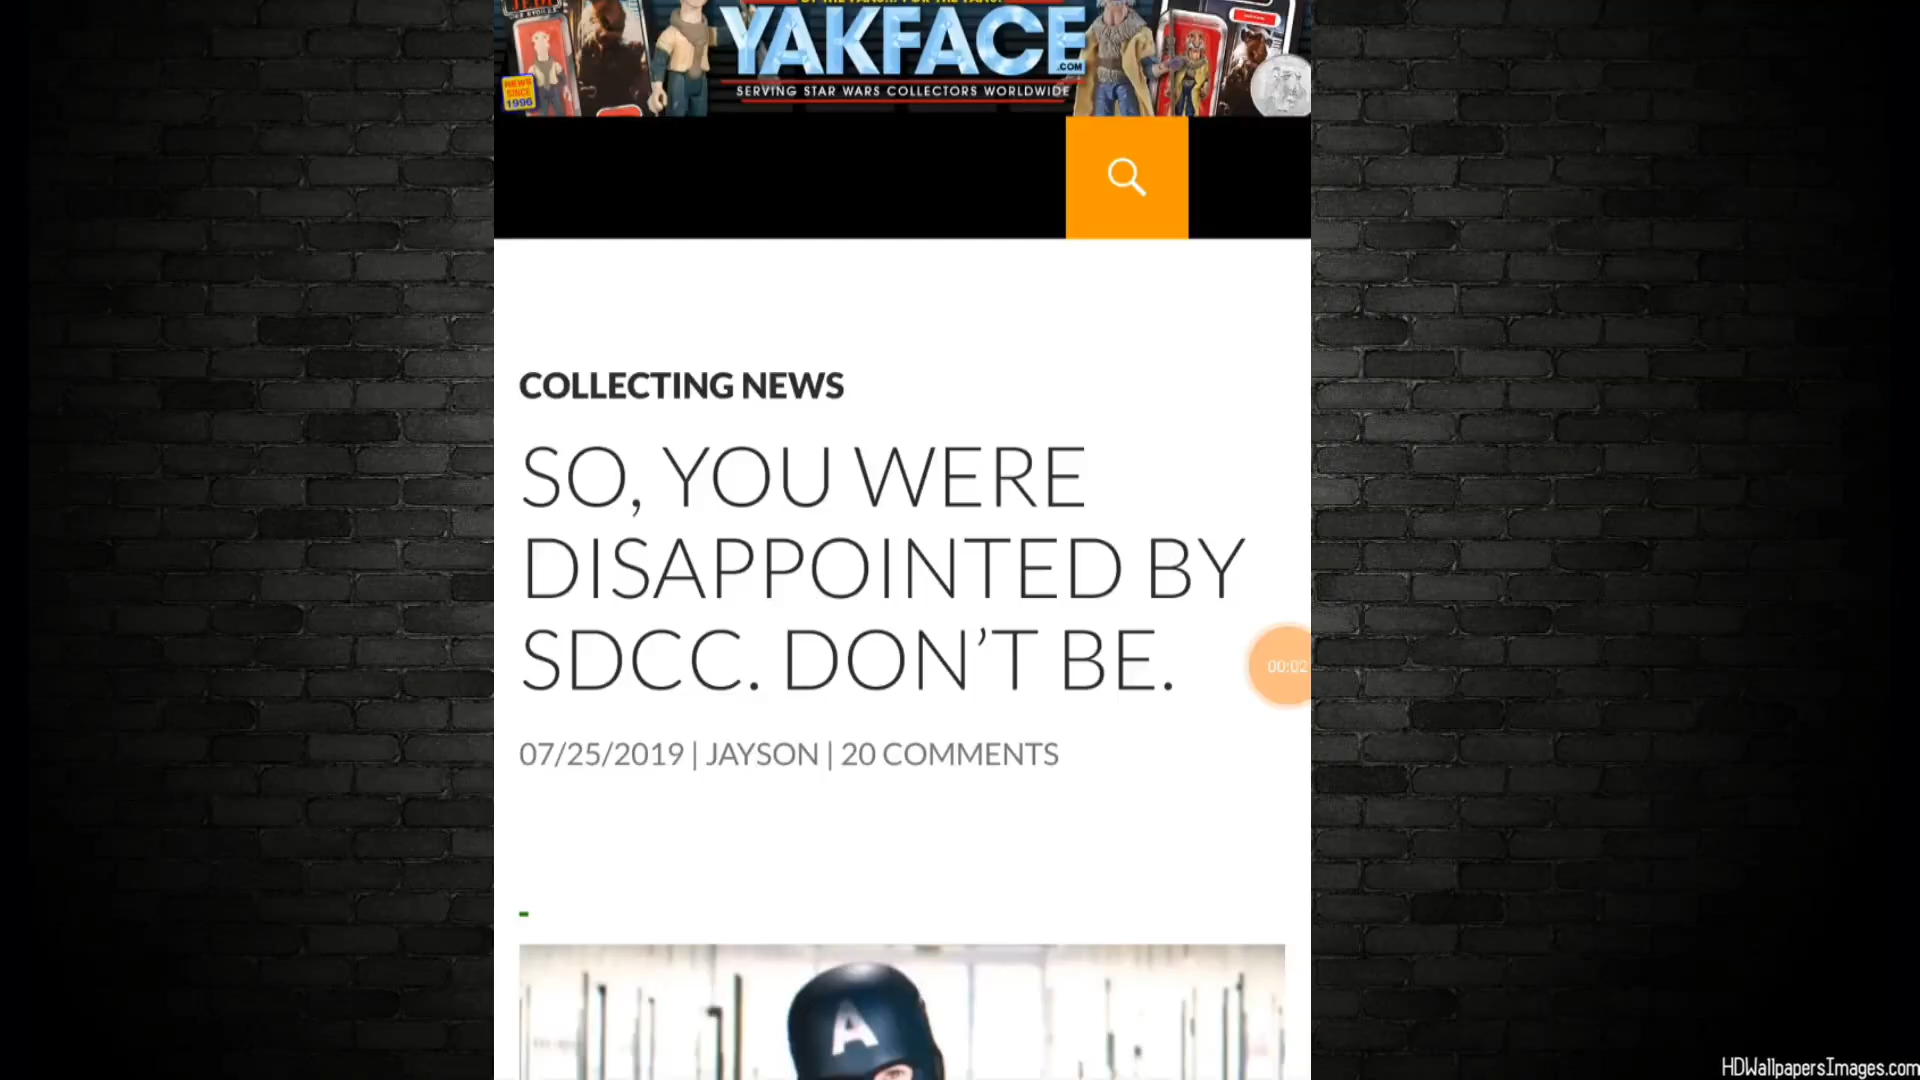 YAKFACE
.COM
SERVING STAR WARS COLLECTORS WORLDWIDE
NEWS
SINCE
1996
COLLECTING NEWS
SO, YOU WERE
DISAPPOINTED BY
SDCC. DON'T BE.
00:02
07/25/2019 | JAYSON | 20 COMMENTS
A
HDWallpapersImages.com